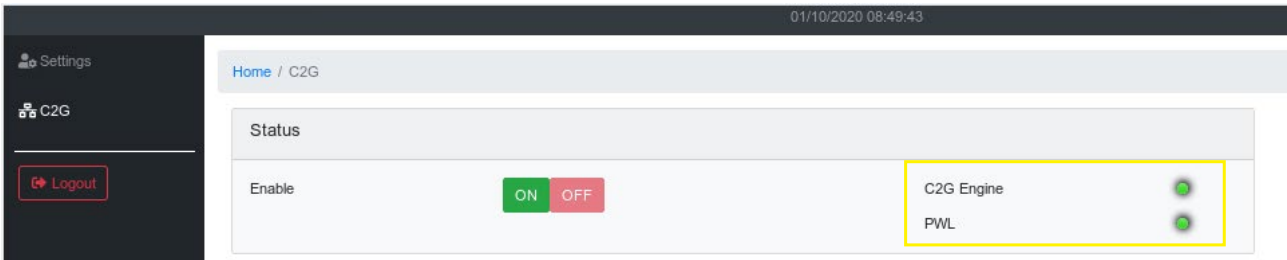 01/10/2020 08:49:43
Settings
Home / C2G
C2G
Status
Logout
Enable
ON OFF
C2G Engine
PWL